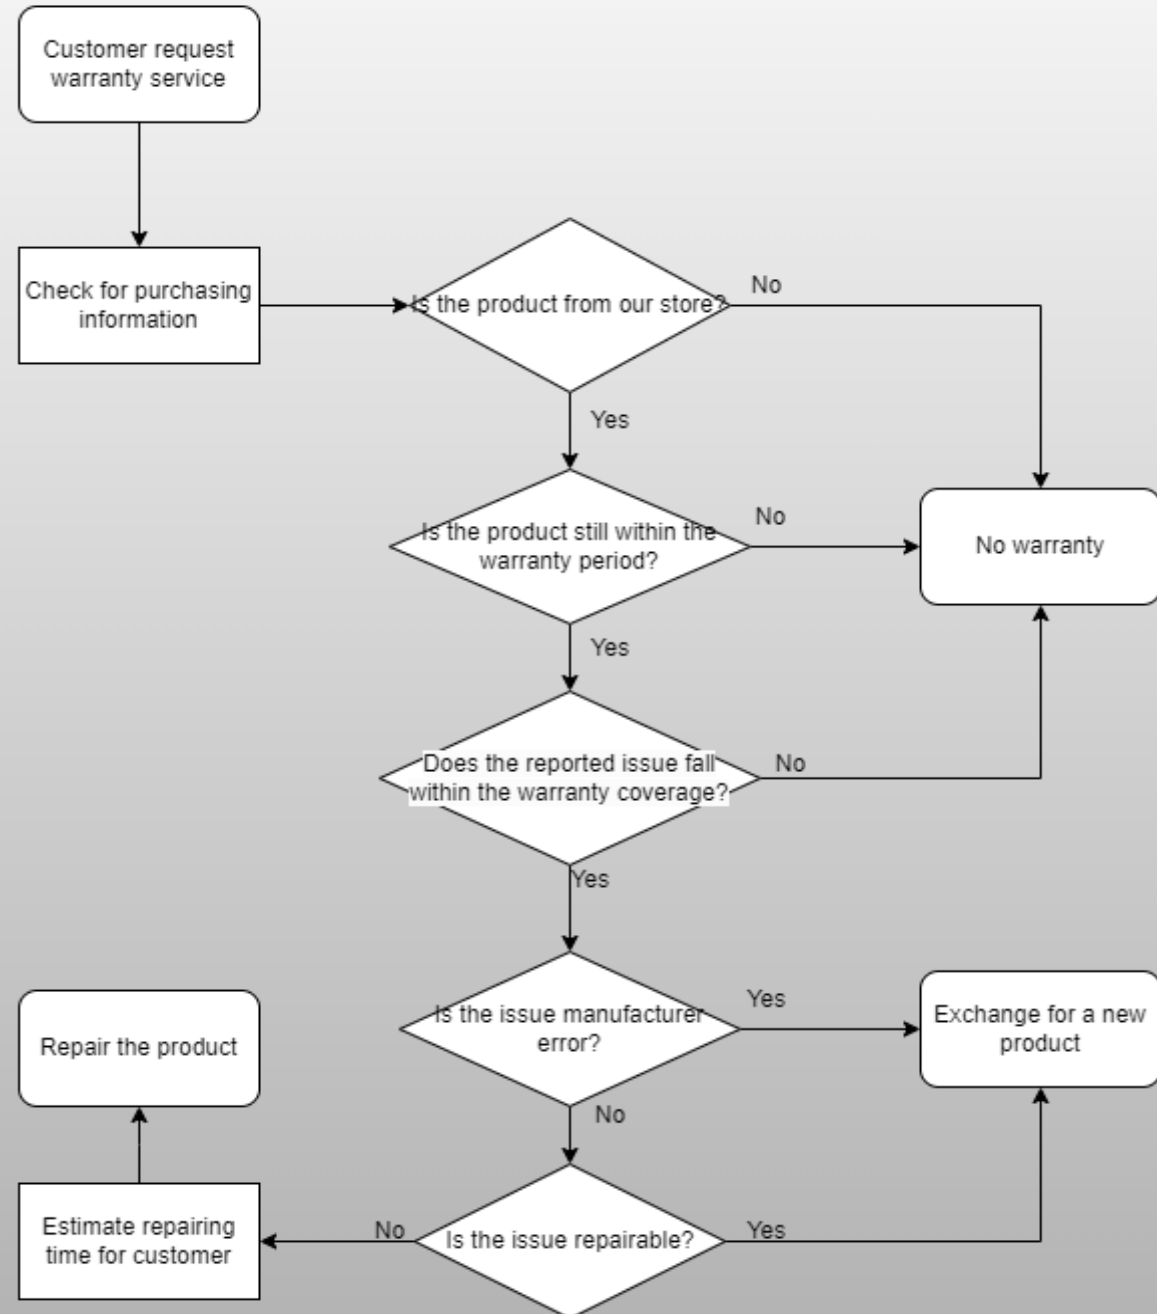 Customer request
warranty service
Check for purchasing
information
Is the product from our store?
No
Yes
Is the product still within the
warranty period?
No
No warranty
Yes
Does the reported issue fall
within the warranty coverage?
No
Yes
Is the issue manufacturer
error?
Yes
Exchange for a new
product
No
Repair the product
Is the issue repairable?
Yes
No
Estimate repairing
time for customer